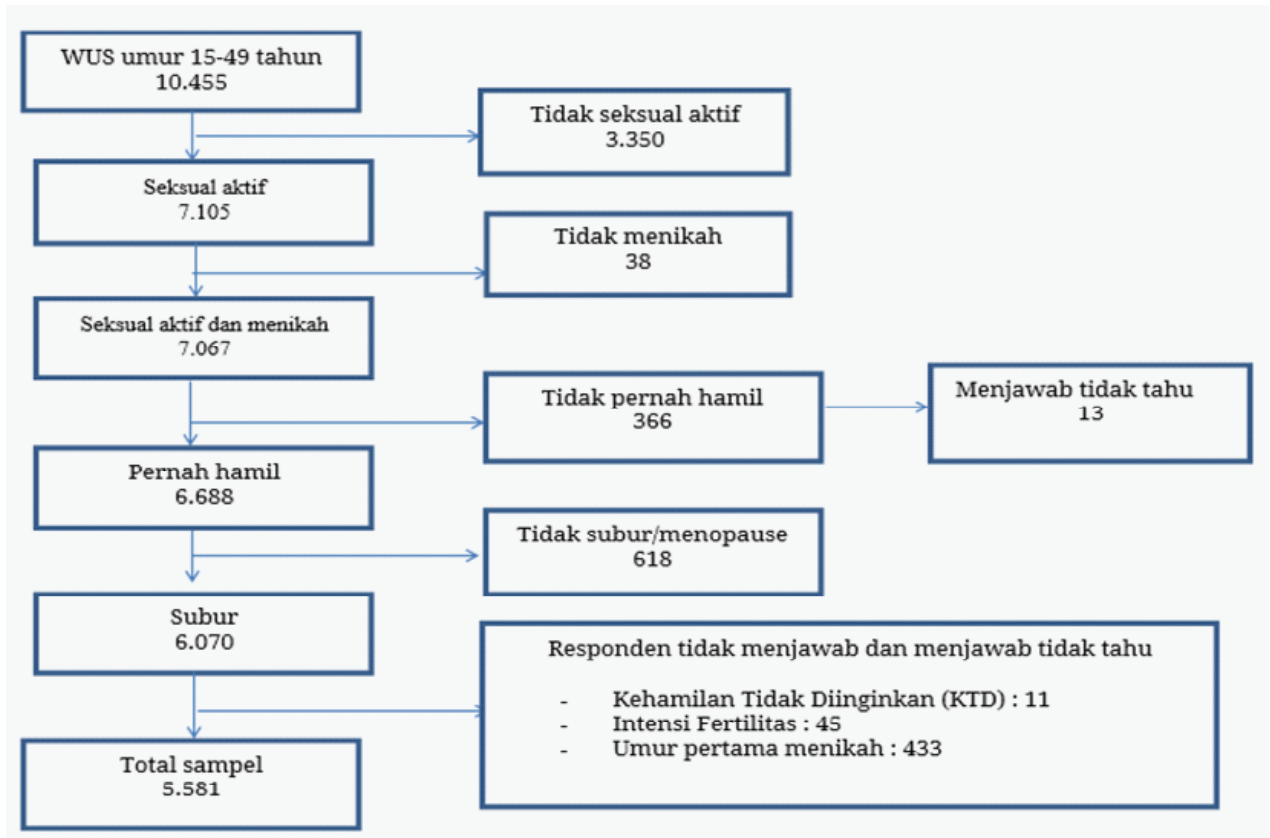 WUS umur 15-49 tahun
10.455
Tidak seksual aktif
3.350
Seksual aktif
7.105
Tidak menikah
38
Seksual aktif dan menikah
7.067
Tidak pernah hamil
366
Menjawab tidak tahu
13
Pernah hamil
6.688
Tidak subur/menopause
618
Subur
6.070
Responden tidak menjawab dan menjawab tidak tahu
- Kehamilan Tidak Diinginkan (KTD) : 11
- Intensi Fertilitas : 45
- Umur pertama menikah : 433
Total sampel
5.581